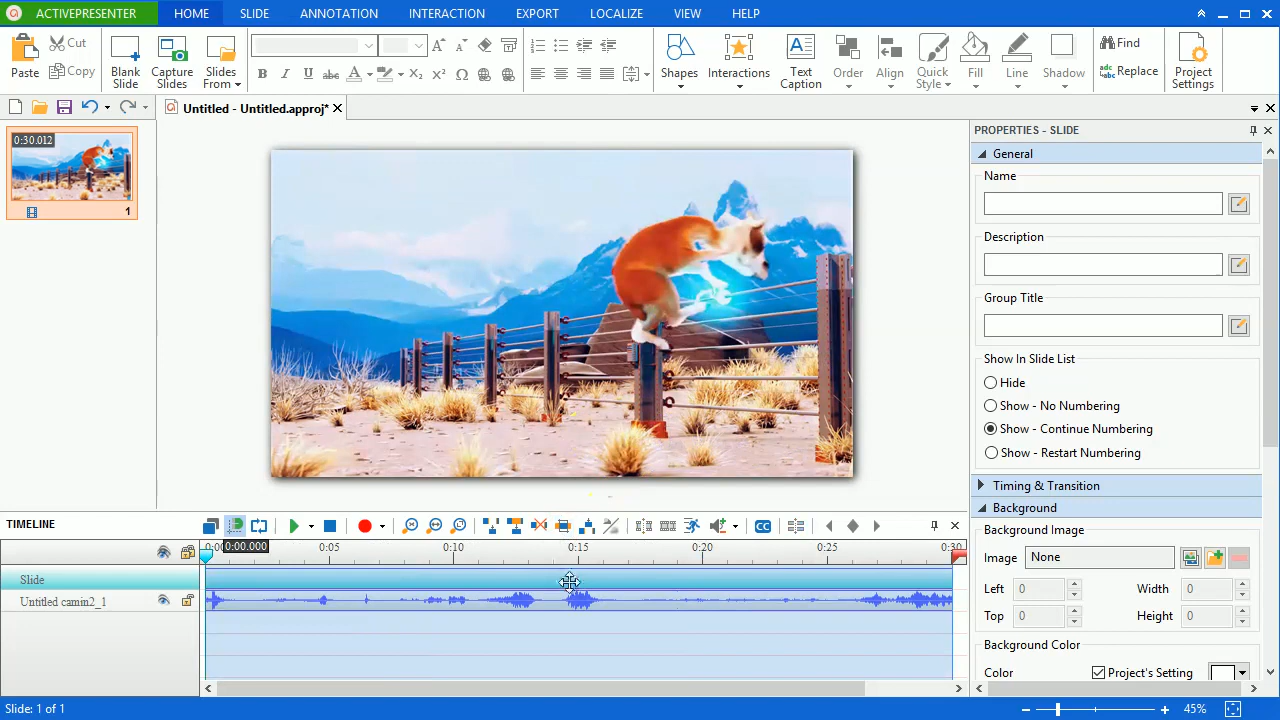 ACTIVEPRESENTER HOME SLIDE ANNOTATION INTERACTION EXPORT LOCALIZE VIEW HELP
Paste Cut Copy
Blank Slide
Capture Slides
Slides From
Shapes
Interactions
Text Caption
Order
Align
Quick Style
Fill
Line
Shadow
Find
Replace
Project Settings
Untitled - Untitled.approj*
0:30.012
1
PROPERTIES - SLIDE
General
Name
Description
Group Title
Show In Slide List
Hide
Show - No Numbering
Show - Continue Numbering
Show - Restart Numbering
Timing & Transition
Background
Background Image
Image None
Left 0 Width 0
Top 0 Height 0
Background Color
Color Project's Setting
TIMELINE
CC
0:00.000 0:05 0:10 0:15 0:20 0:25 0:30
Slide
Untitled camin2_1
Slide: 1 of 1
45%